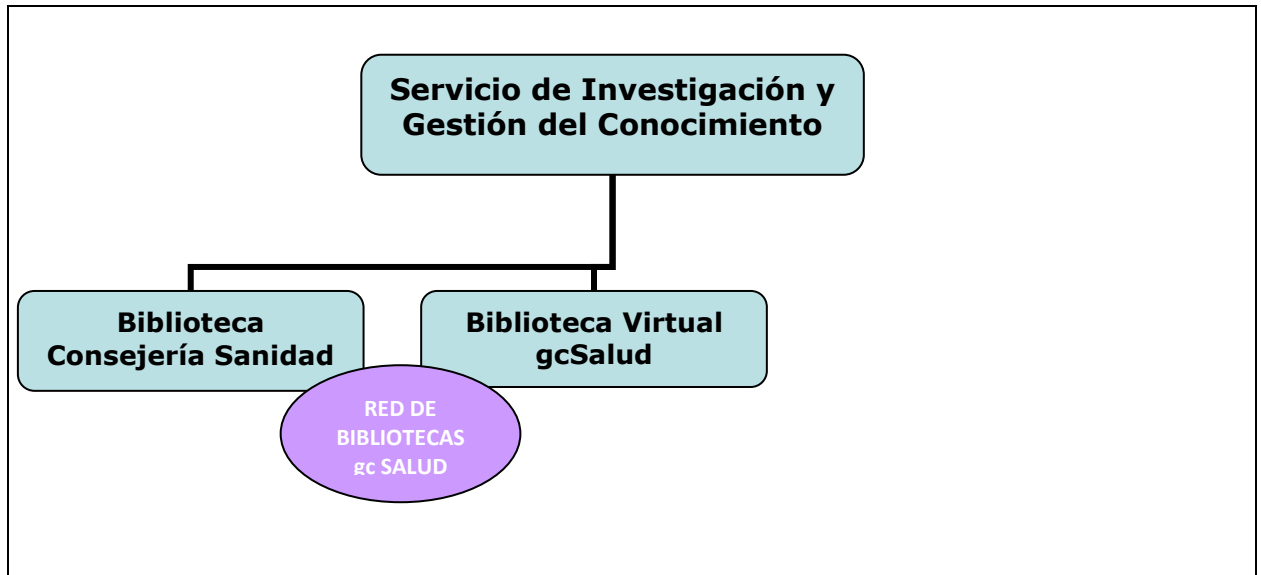 Servicio de Investigación y
Gestión del Conocimiento
Biblioteca
Consejería Sanidad
Biblioteca Virtual
gcSalud
RED DE
BIBLIOTECAS
gc SALUD